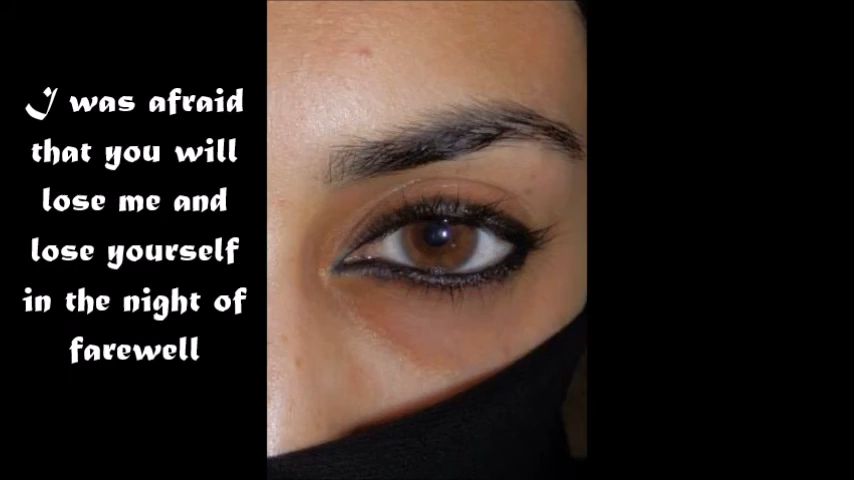 I was afraid
that you will
lose me and
lose yourself
in the night of
farewell